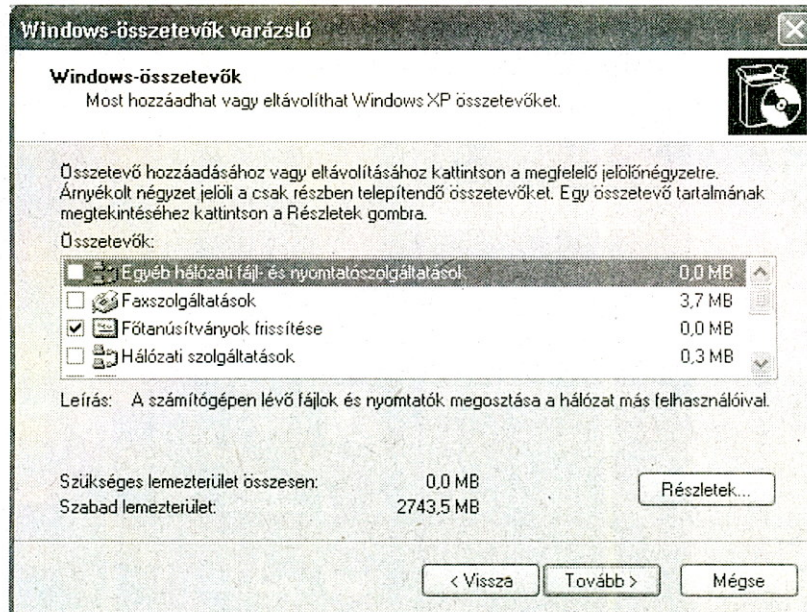 Windows-összetevők varázsló
Windows-összetevők
Most hozzáadhat vagy eltávolíthat Windows XP összetevőket.
Összetevő hozzáadásához vagy eltávolításához kattintson a megfelelő jelölőnégyzetre.
Árnyékolt négyzet jelöli a csak részben telepítendő összetevőket. Egy összetevő tartalmának
megtekintéséhez kattintson a Részletek gombra.
Összetevők:
Egyéb hálózati fájl- és nyomtatószolgáltatások 0,0 MB
Faxszolgáltatások 3,7 MB
Főtanúsítványok frissítése 0,0 MB
Hálózati szolgáltatások 0,3 MB
Leírás: A számítógépen lévő fájlok és nyomtatók megosztása a hálózat más felhasználóival.
Szükséges lemezterület összesen: 0,0 MB
Szabad lemezterület: 2743,5 MB
Részletek...
< Vissza Tovább > Mégse